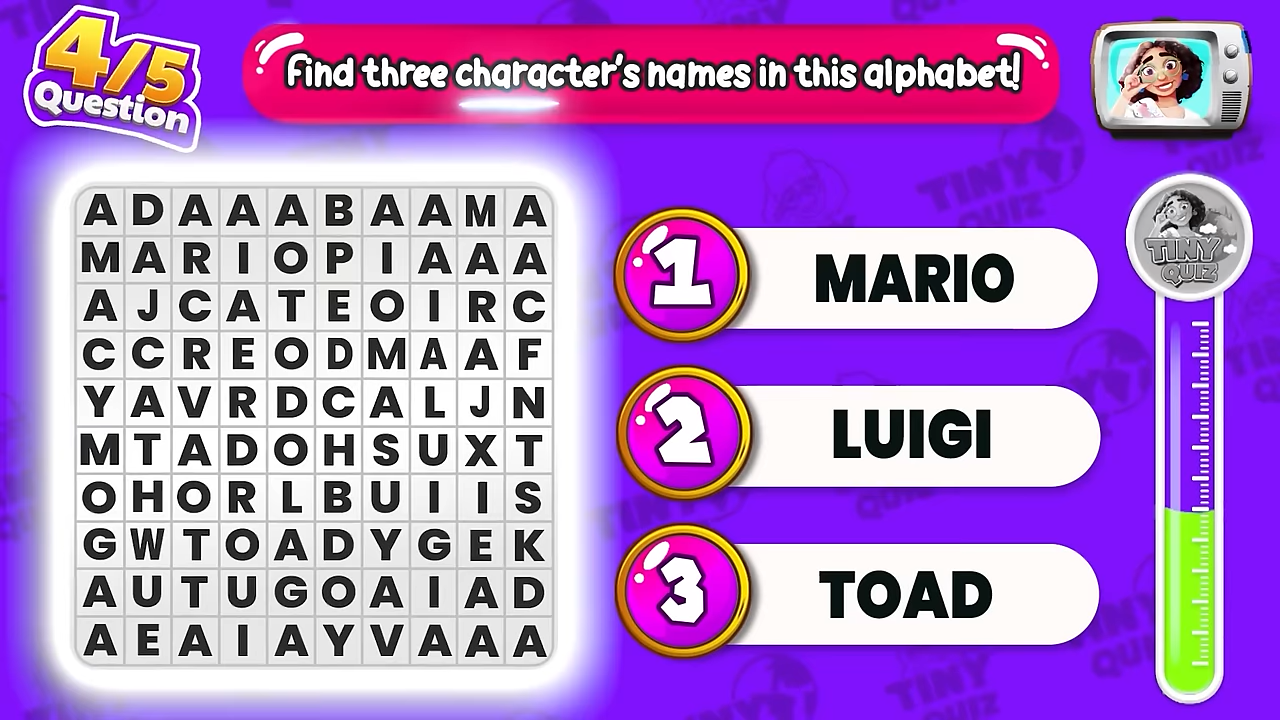 4/5
Question
Find three character's names in this alphabet!
A D A A A B A A M A
M A R I O P I A A A
A J C A T E O I R C
C C R E O D M A A F
Y A V R D C A L J N
M T A D O H S U X T
O H O R L B U I I S
G W T O A D Y G E K
A U T U G O A I A D
A E A I A Y V A A A
1 MARIO
2 LUIGI
3 TOAD
TINY
QUIZ